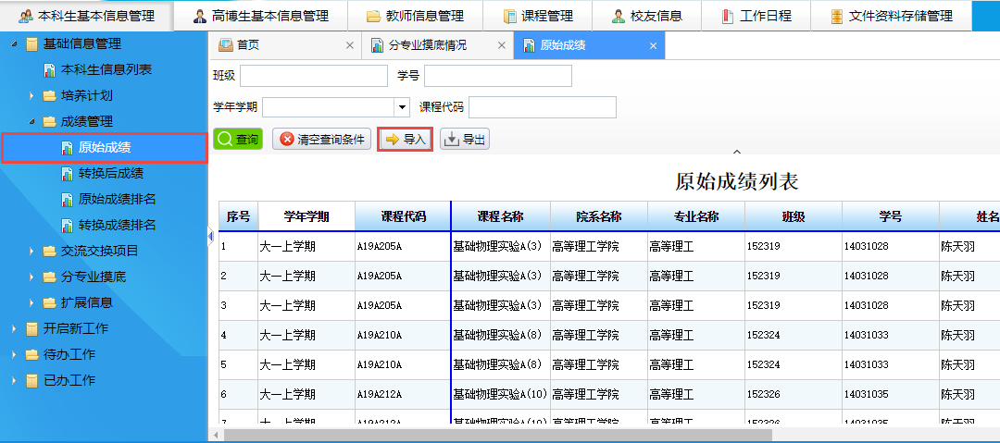 本科生基本信息管理 高博生基本信息管理 教师信息管理 课程管理 校友信息 工作日程 文件资料存储管理
基础信息管理
本科生信息列表
培养计划
成绩管理
原始成绩
转换后成绩
原始成绩排名
转换成绩排名
交流交换项目
分专业摸底
扩展信息
开启新工作
待办工作
已办工作
首页 分专业摸底情况 原始成绩
班级 学号
学年学期 课程代码
查询 清空查询条件 导入 导出
原始成绩列表
序号 学年学期 课程代码 课程名称 院系名称 专业名称 班级 学号 姓名
1 大一上学期 A19A205A 基础物理实验A(3) 高等理工学院 高等理工 152319 14031028 陈天羽
2 大一上学期 A19A205A 基础物理实验A(3) 高等理工学院 高等理工 152319 14031028 陈天羽
3 大一上学期 A19A205A 基础物理实验A(3) 高等理工学院 高等理工 152319 14031028 陈天羽
4 大一上学期 A19A210A 基础物理实验A(8) 高等理工学院 高等理工 152324 14031033 陈天羽
5 大一上学期 A19A210A 基础物理实验A(8) 高等理工学院 高等理工 152324 14031033 陈天羽
6 大一上学期 A19A212A 基础物理实验A(10) 高等理工学院 高等理工 152326 14031035 陈天羽
7 大一上学期 A19A212A 基础物理实验A(10) 高等理工学院 高等理工 152326 14031035 陈天羽